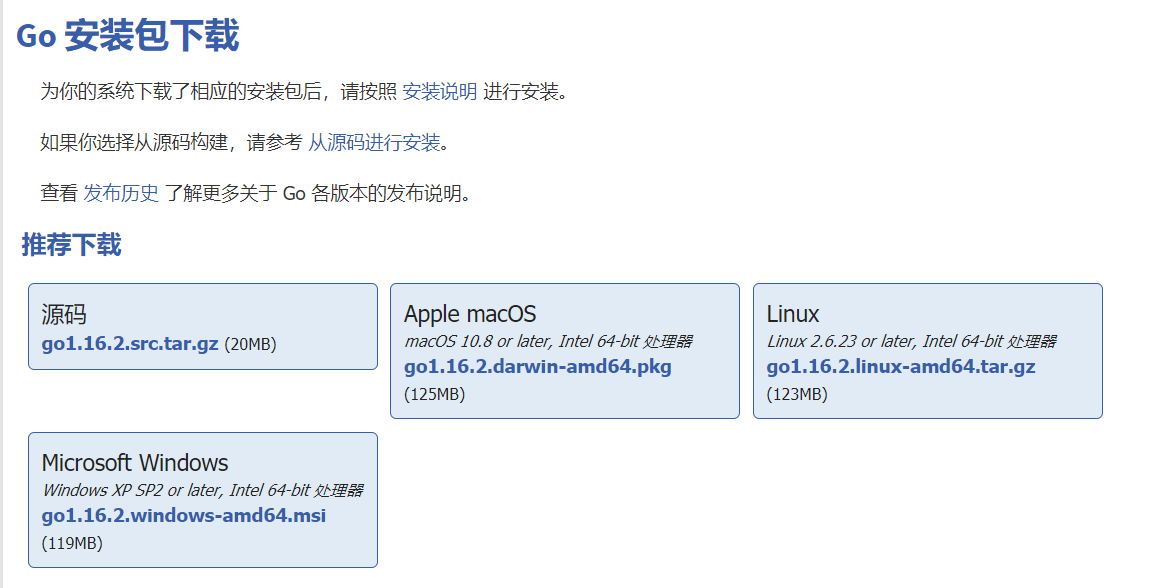 Go 安装包下载
为你的系统下载了相应的安装包后，请按照 安装说明 进行安装。
如果你选择从源码构建，请参考 从源码进行安装。
查看 发布历史 了解更多关于 Go 各版本的发布说明。
推荐下载
源码
go1.16.2.src.tar.gz (20MB)
Apple macOS
macOS 10.8 or later, Intel 64-bit 处理器
go1.16.2.darwin-amd64.pkg
(125MB)
Linux
Linux 2.6.23 or later, Intel 64-bit 处理器
go1.16.2.linux-amd64.tar.gz
(123MB)
Microsoft Windows
Windows XP SP2 or later, Intel 64-bit 处理器
go1.16.2.windows-amd64.msi
(119MB)